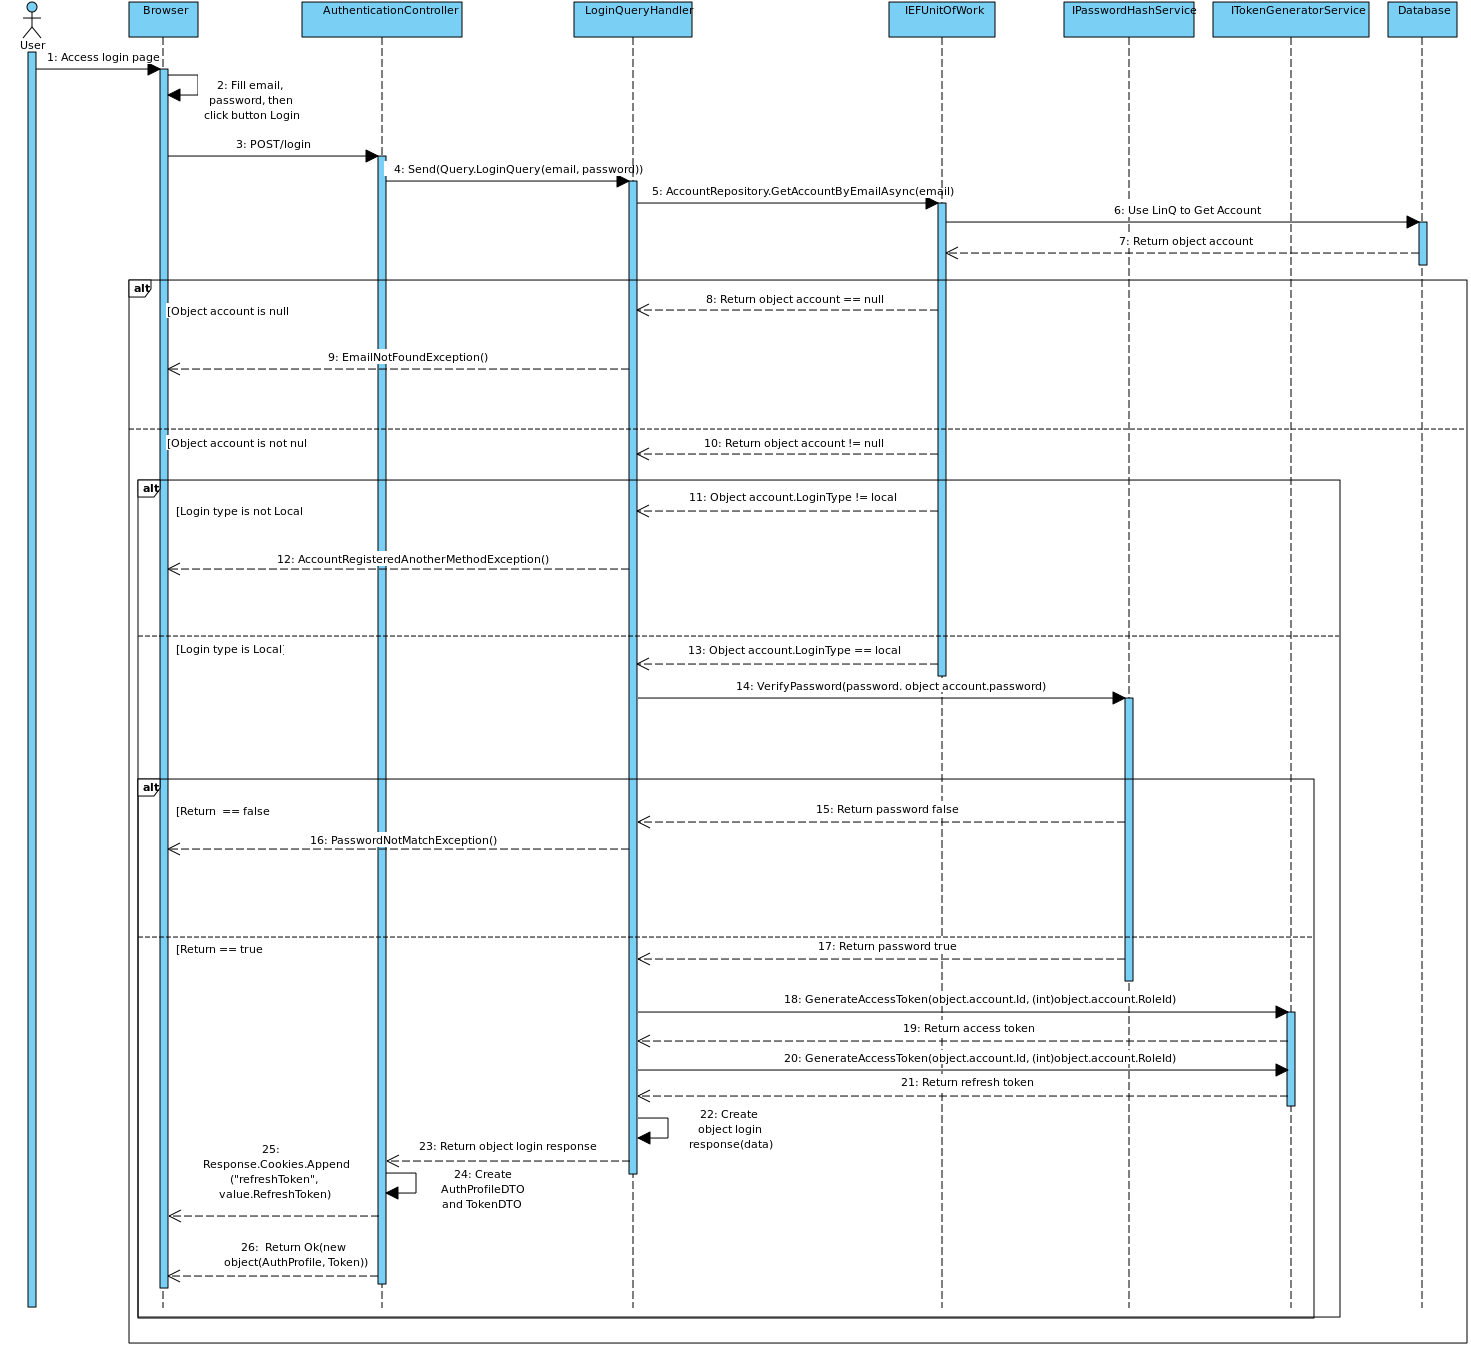 Browser
AuthenticationController
LoginQueryHandler
IEFUnitOfWork
IPasswordHashService
ITokenGeneratorService
Database
User
1: Access login page
2: Fill email,
password, then
click button Login
3: POST/login
4: Send(Query.LoginQuery(email, password))
5: AccountRepository.GetAccountByEmailAsync(email)
6: Use LinQ to Get Account
7: Return object account
alt
[Object account is null
8: Return object account == null
9: EmailNotFoundException()
[Object account is not nul
10: Return object account != null
alt
11: Object account.LoginType != local
[Login type is not Local
12: AccountRegisteredAnotherMethodException()
[Login type is Local]
13: Object account.LoginType == local
14: VerifyPassword(password. object account.password)
alt
[Return  == false
15: Return password false
16: PasswordNotMatchException()
[Return == true
17: Return password true
18: GenerateAccessToken(object.account.Id, (int)object.account.RoleId)
19: Return access token
20: GenerateAccessToken(object.account.Id, (int)object.account.RoleId)
21: Return refresh token
22: Create
object login
response(data)
23: Return object login response
24: Create
AuthProfileDTO
and TokenDTO
25:
Response.Cookies.Append
("refreshToken",
value.RefreshToken)
26:  Return Ok(new
object(AuthProfile, Token))